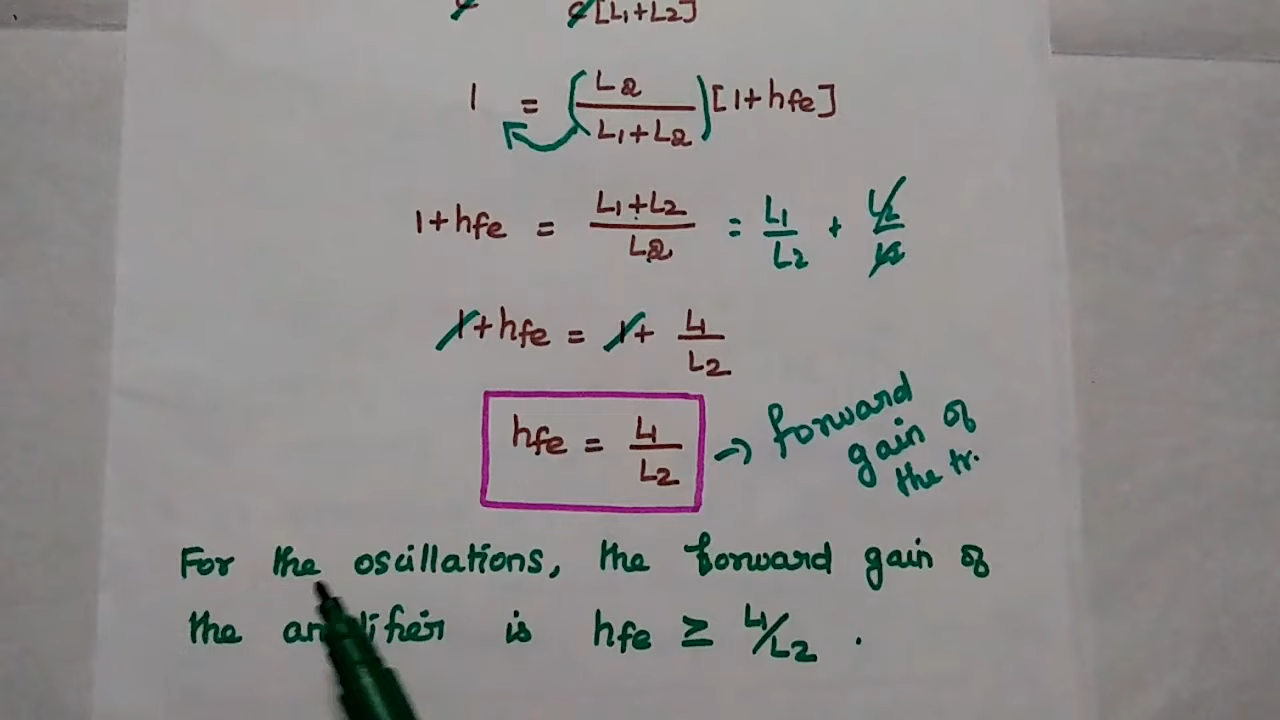 ¢ ¢[L1+L2]
1 = (L2/L1+L2)[1+hfe]
1+hfe = L1+L2/L2 = L1/L2 + L2/L2
1+hfe = 1+ L1/L2
hfe = L1/L2 → forward gain of the tr.
For the oscillations, the forward gain of
the amplifier is hfe ≥ L1/L2 .